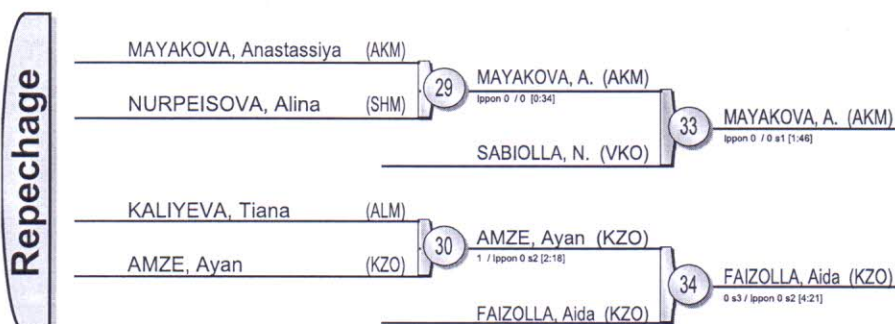 Repechage
MAYAKOVA, Anastassiya (AKM)
NURPEISOVA, Alina (SHM)
29
MAYAKOVA, A. (AKM)
Ippon 0 / 0 [0:34]
SABIOLLA, N. (VKO)
33
MAYAKOVA, A. (AKM)
Ippon 0 / 0 s1 [1:46]
KALIYEVA, Tiana (ALM)
AMZE, Ayan (KZO)
30
AMZE, Ayan (KZO)
1 / Ippon 0 s2 [2:18]
FAIZOLLA, Aida (KZO)
34
FAIZOLLA, Aida (KZO)
0 s3 / Ippon 0 s2 [4:21]